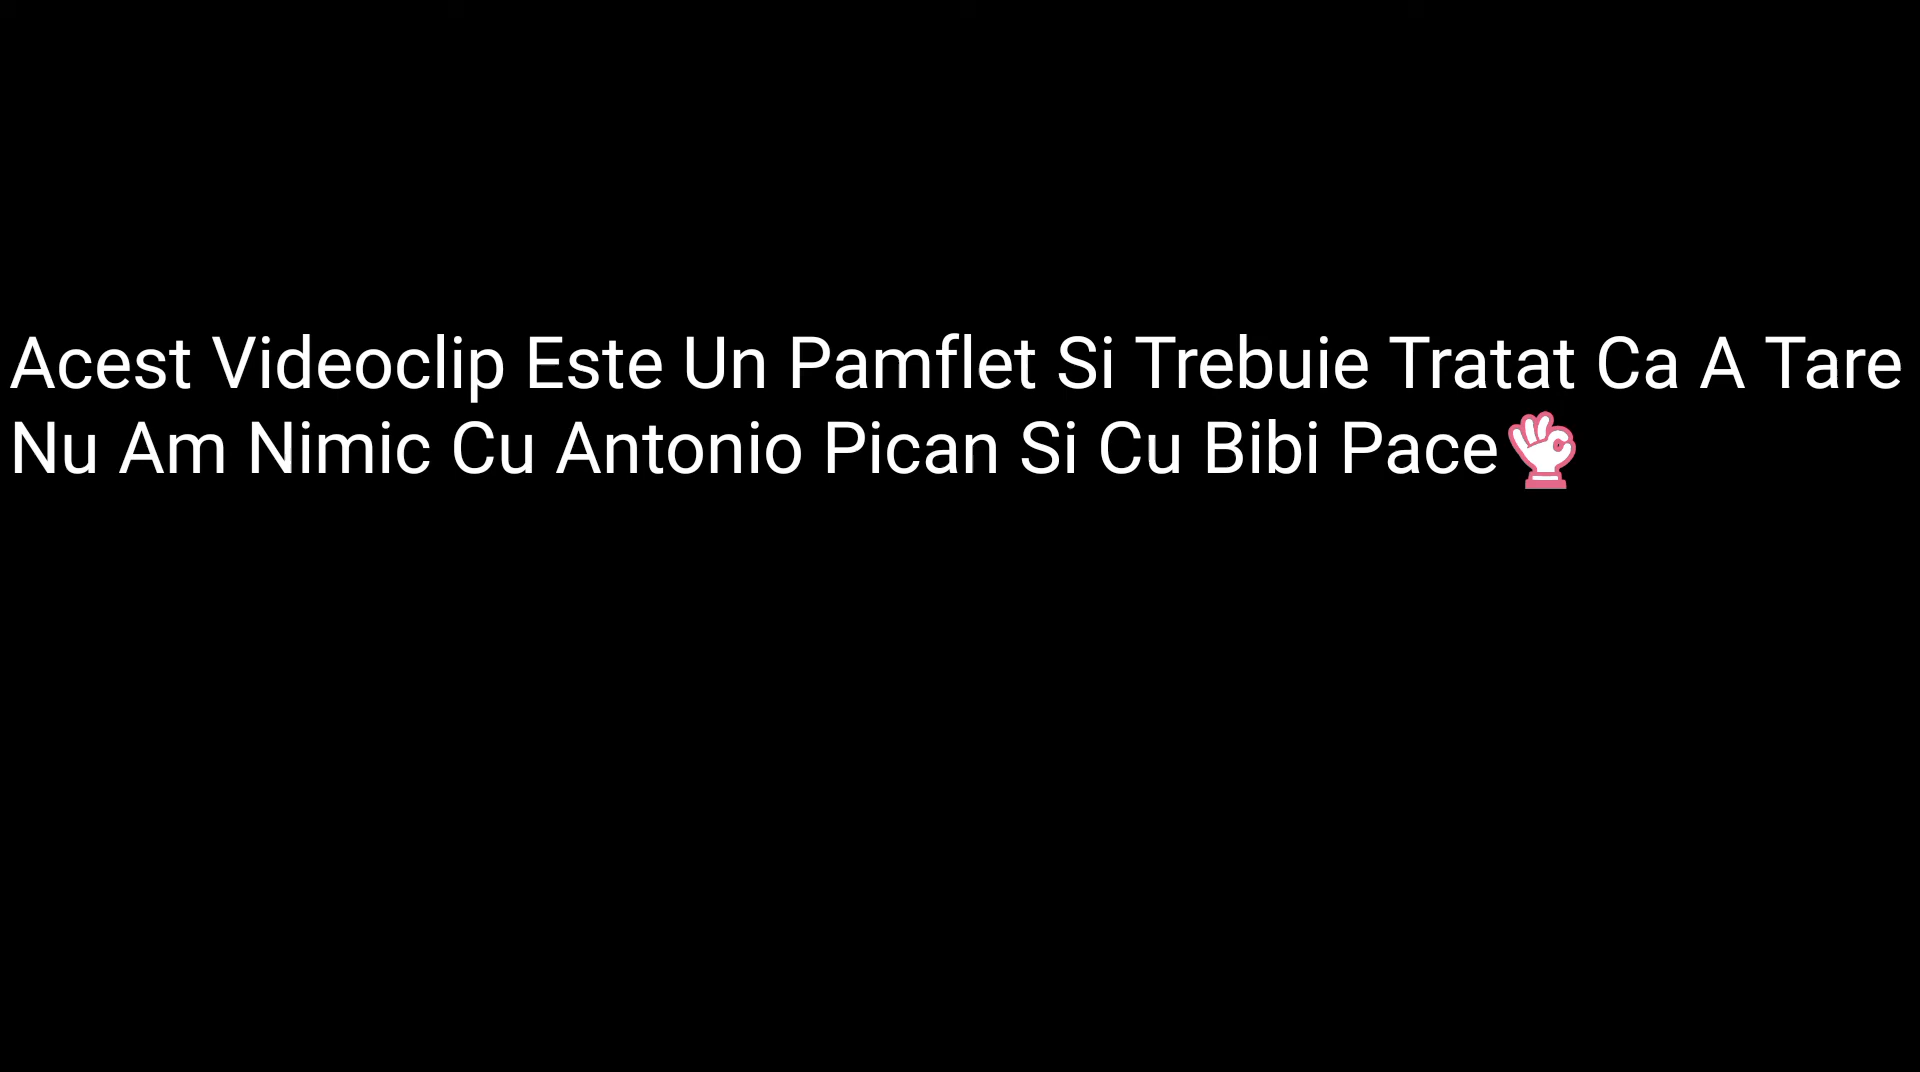 Acest Videoclip Este Un Pamflet Si Trebuie Tratat Ca A Tare
Nu Am Nimic Cu Antonio Pican Si Cu Bibi Pace👌